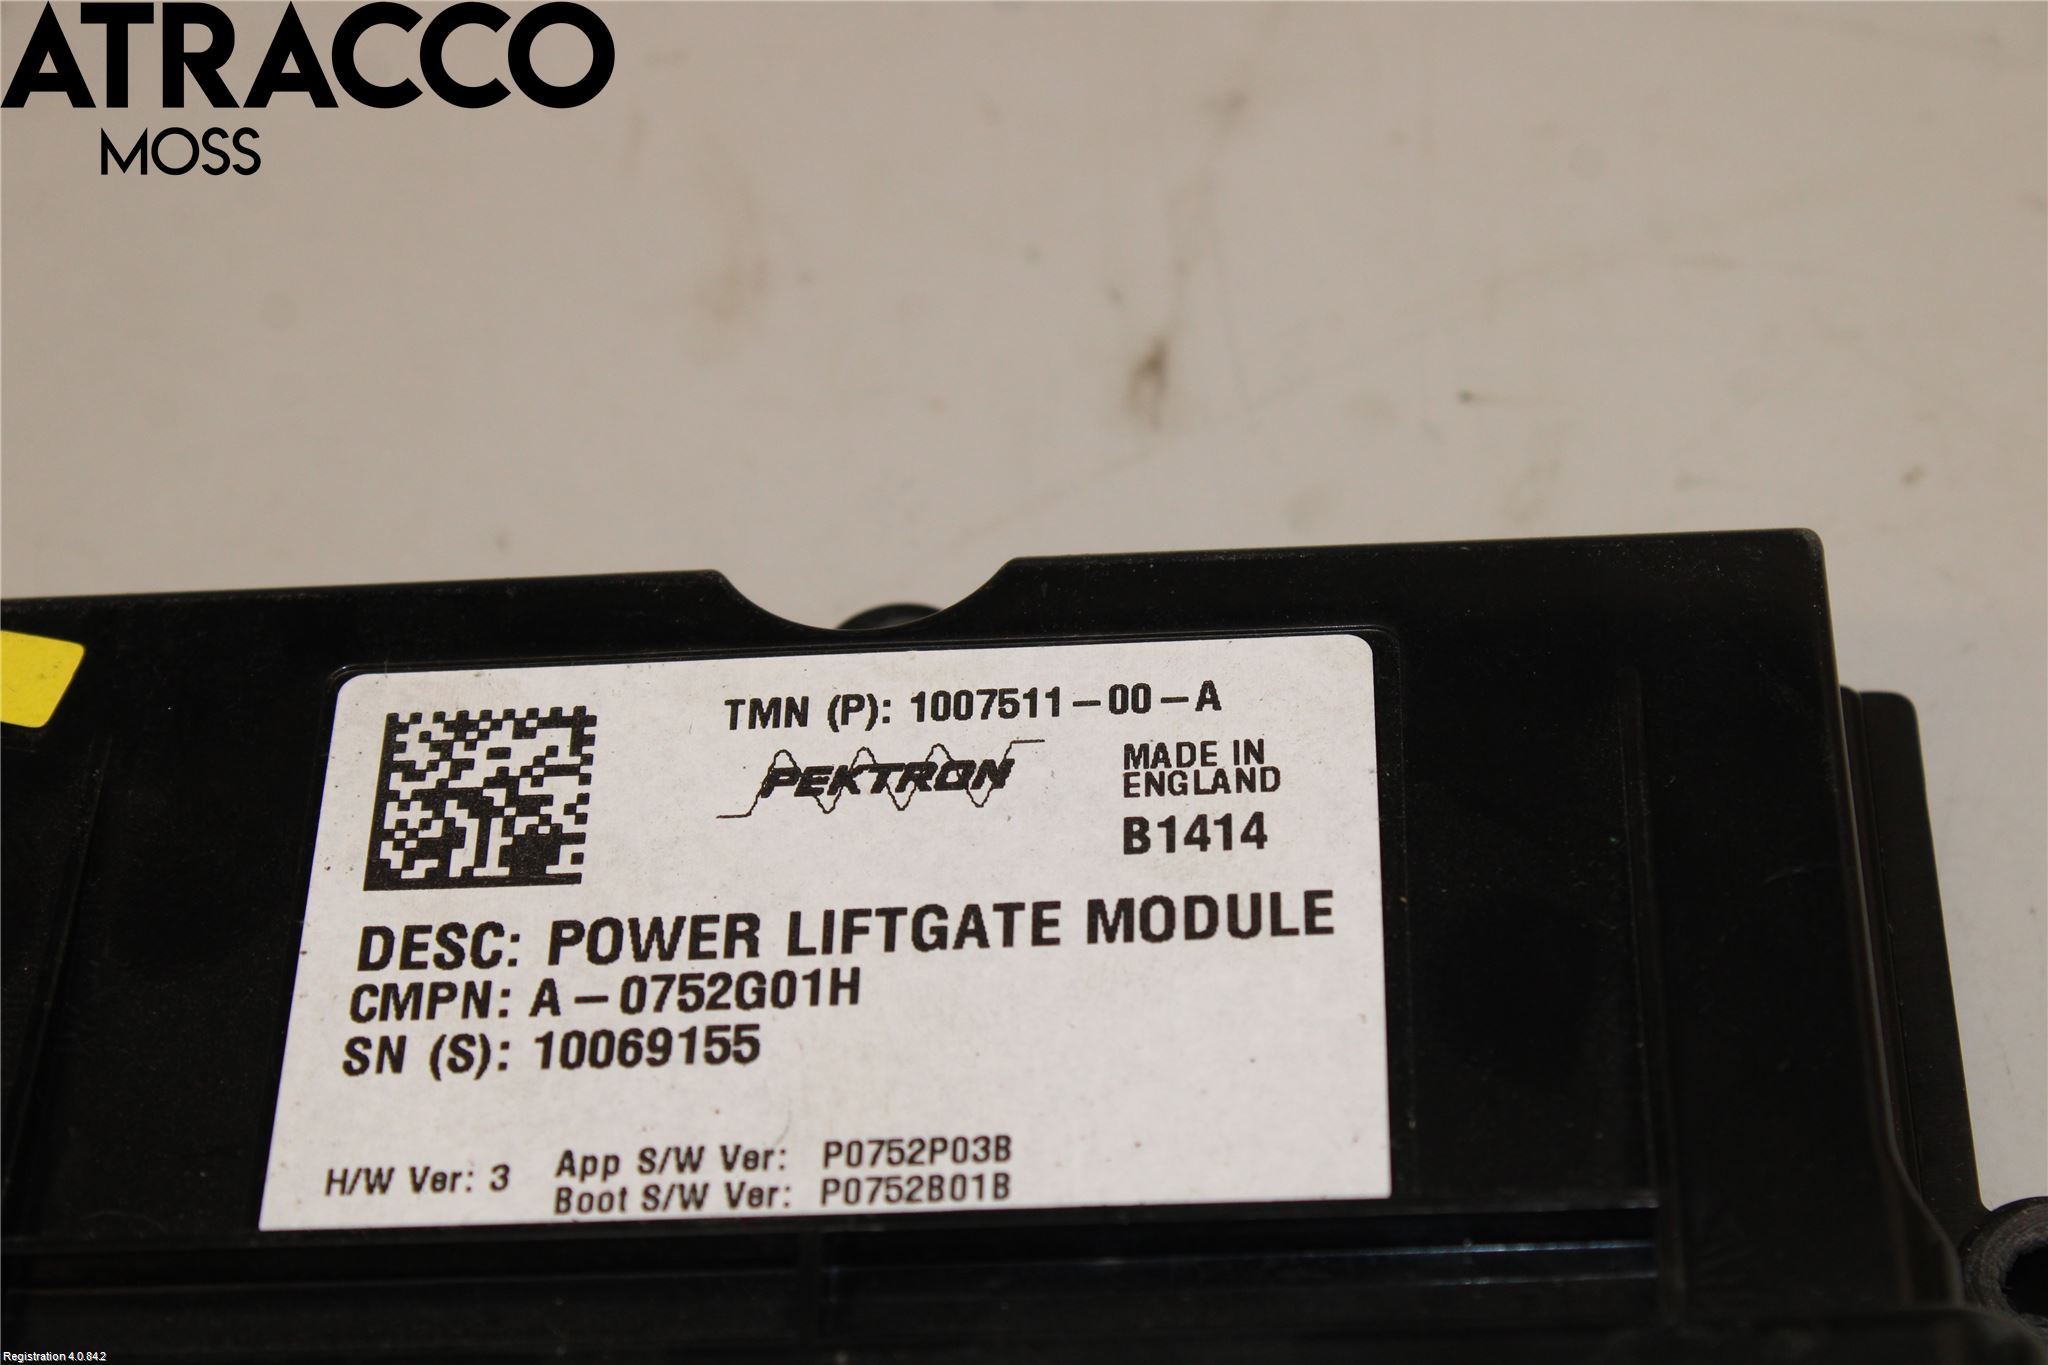 ATRACCO
MOSS
TMN (P): 1007511-00-A
PEKTRON
MADE IN
ENGLAND
B1414
DESC: POWER LIFTGATE MODULE
CMPN: A-0752G01H
SN (S): 10069155
H/W Ver: 3
App S/W Ver: P0752P03B
Boot S/W Ver: P0752B01B
Registration 4.0.84.2